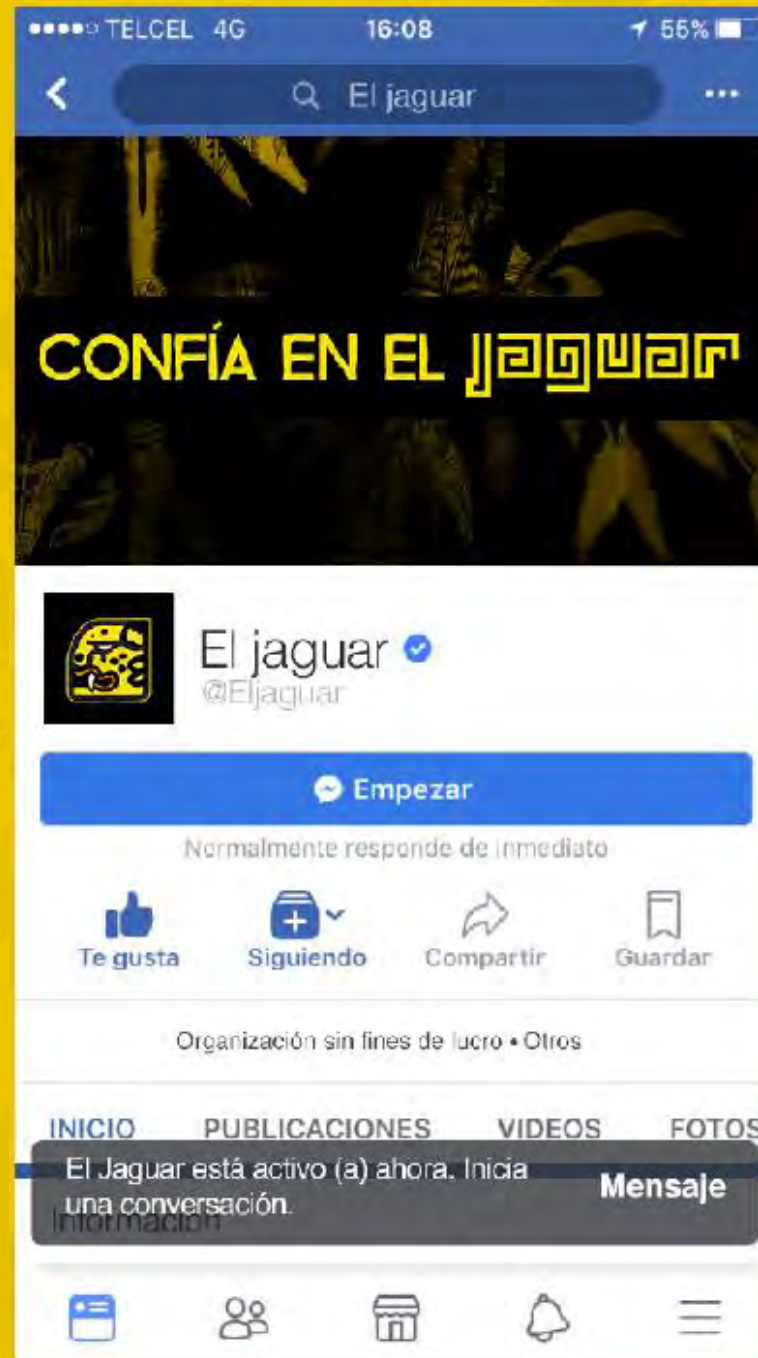 TELCEL 4G 16:08 55%
El jaguar
CONFÍA EN EL jaguar
El jaguar
@Eljaguar
Empezar
Normalmente responde de inmediato
Te gusta Siguiendo Compartir Guardar
Organización sin fines de lucro • Otros
INICIO PUBLICACIONES VIDEOS FOTOS
El Jaguar está activo (a) ahora. Inicia
una conversación.
Mensaje
Información